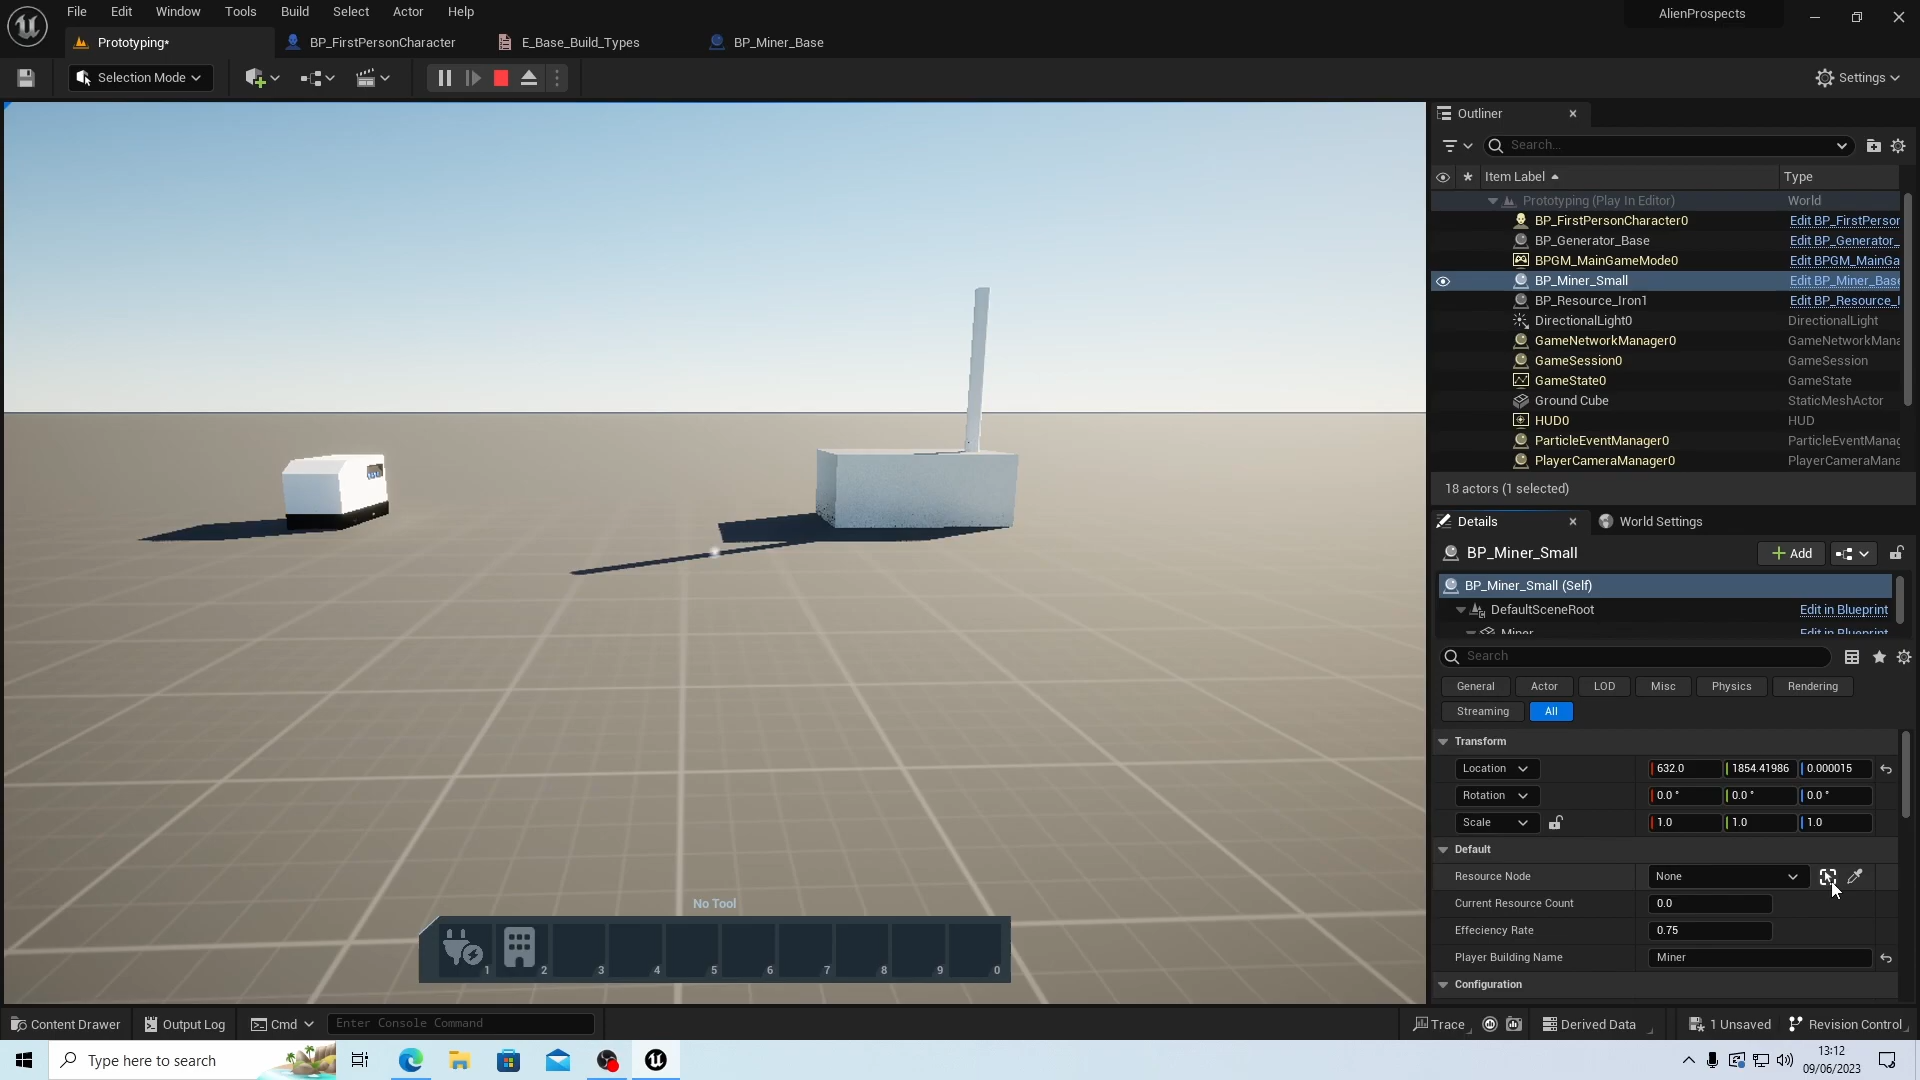 File Edit Window Tools Build Select Actor Help
AlienProspects
Prototyping* BP_FirstPersonCharacter E_Base_Build_Types BP_Miner_Base
Selection Mode
Settings
Outliner
Search...
Item Label Type
Prototyping (Play In Editor) World
BP_FirstPersonCharacter0 Edit BP_FirstPerson
BP_Generator_Base Edit BP_Generator_
BPGM_MainGameMode0 Edit BPGM_MainGa
BP_Miner_Small Edit BP_Miner_Base
BP_Resource_Iron1 Edit BP_Resource_I
DirectionalLight0 DirectionalLight
GameNetworkManager0 GameNetworkMana
GameSession0 GameSession
GameState0 GameState
Ground Cube StaticMeshActor
HUD0 HUD
ParticleEventManager0 ParticleEventManag
PlayerCameraManager0 PlayerCameraMana
18 actors (1 selected)
Details World Settings
BP_Miner_Small Add
BP_Miner_Small (Self)
DefaultSceneRoot Edit in Blueprint
Miner Edit in Blueprint
Search
General Actor LOD Misc Physics Rendering
Streaming All
Transform
Location 632.0 1854.41986 0.000015
Rotation 0.0 ° 0.0 ° 0.0 °
Scale 1.0 1.0 1.0
Default
Resource Node None
Current Resource Count 0.0
Effeciency Rate 0.75
Player Building Name Miner
Configuration
No Tool
1 2 3 4 5 6 7 8 9 0
Content Drawer Output Log Cmd Enter Console Command Trace Derived Data 1 Unsaved Revision Control
Type here to search
13:12
09/06/2023